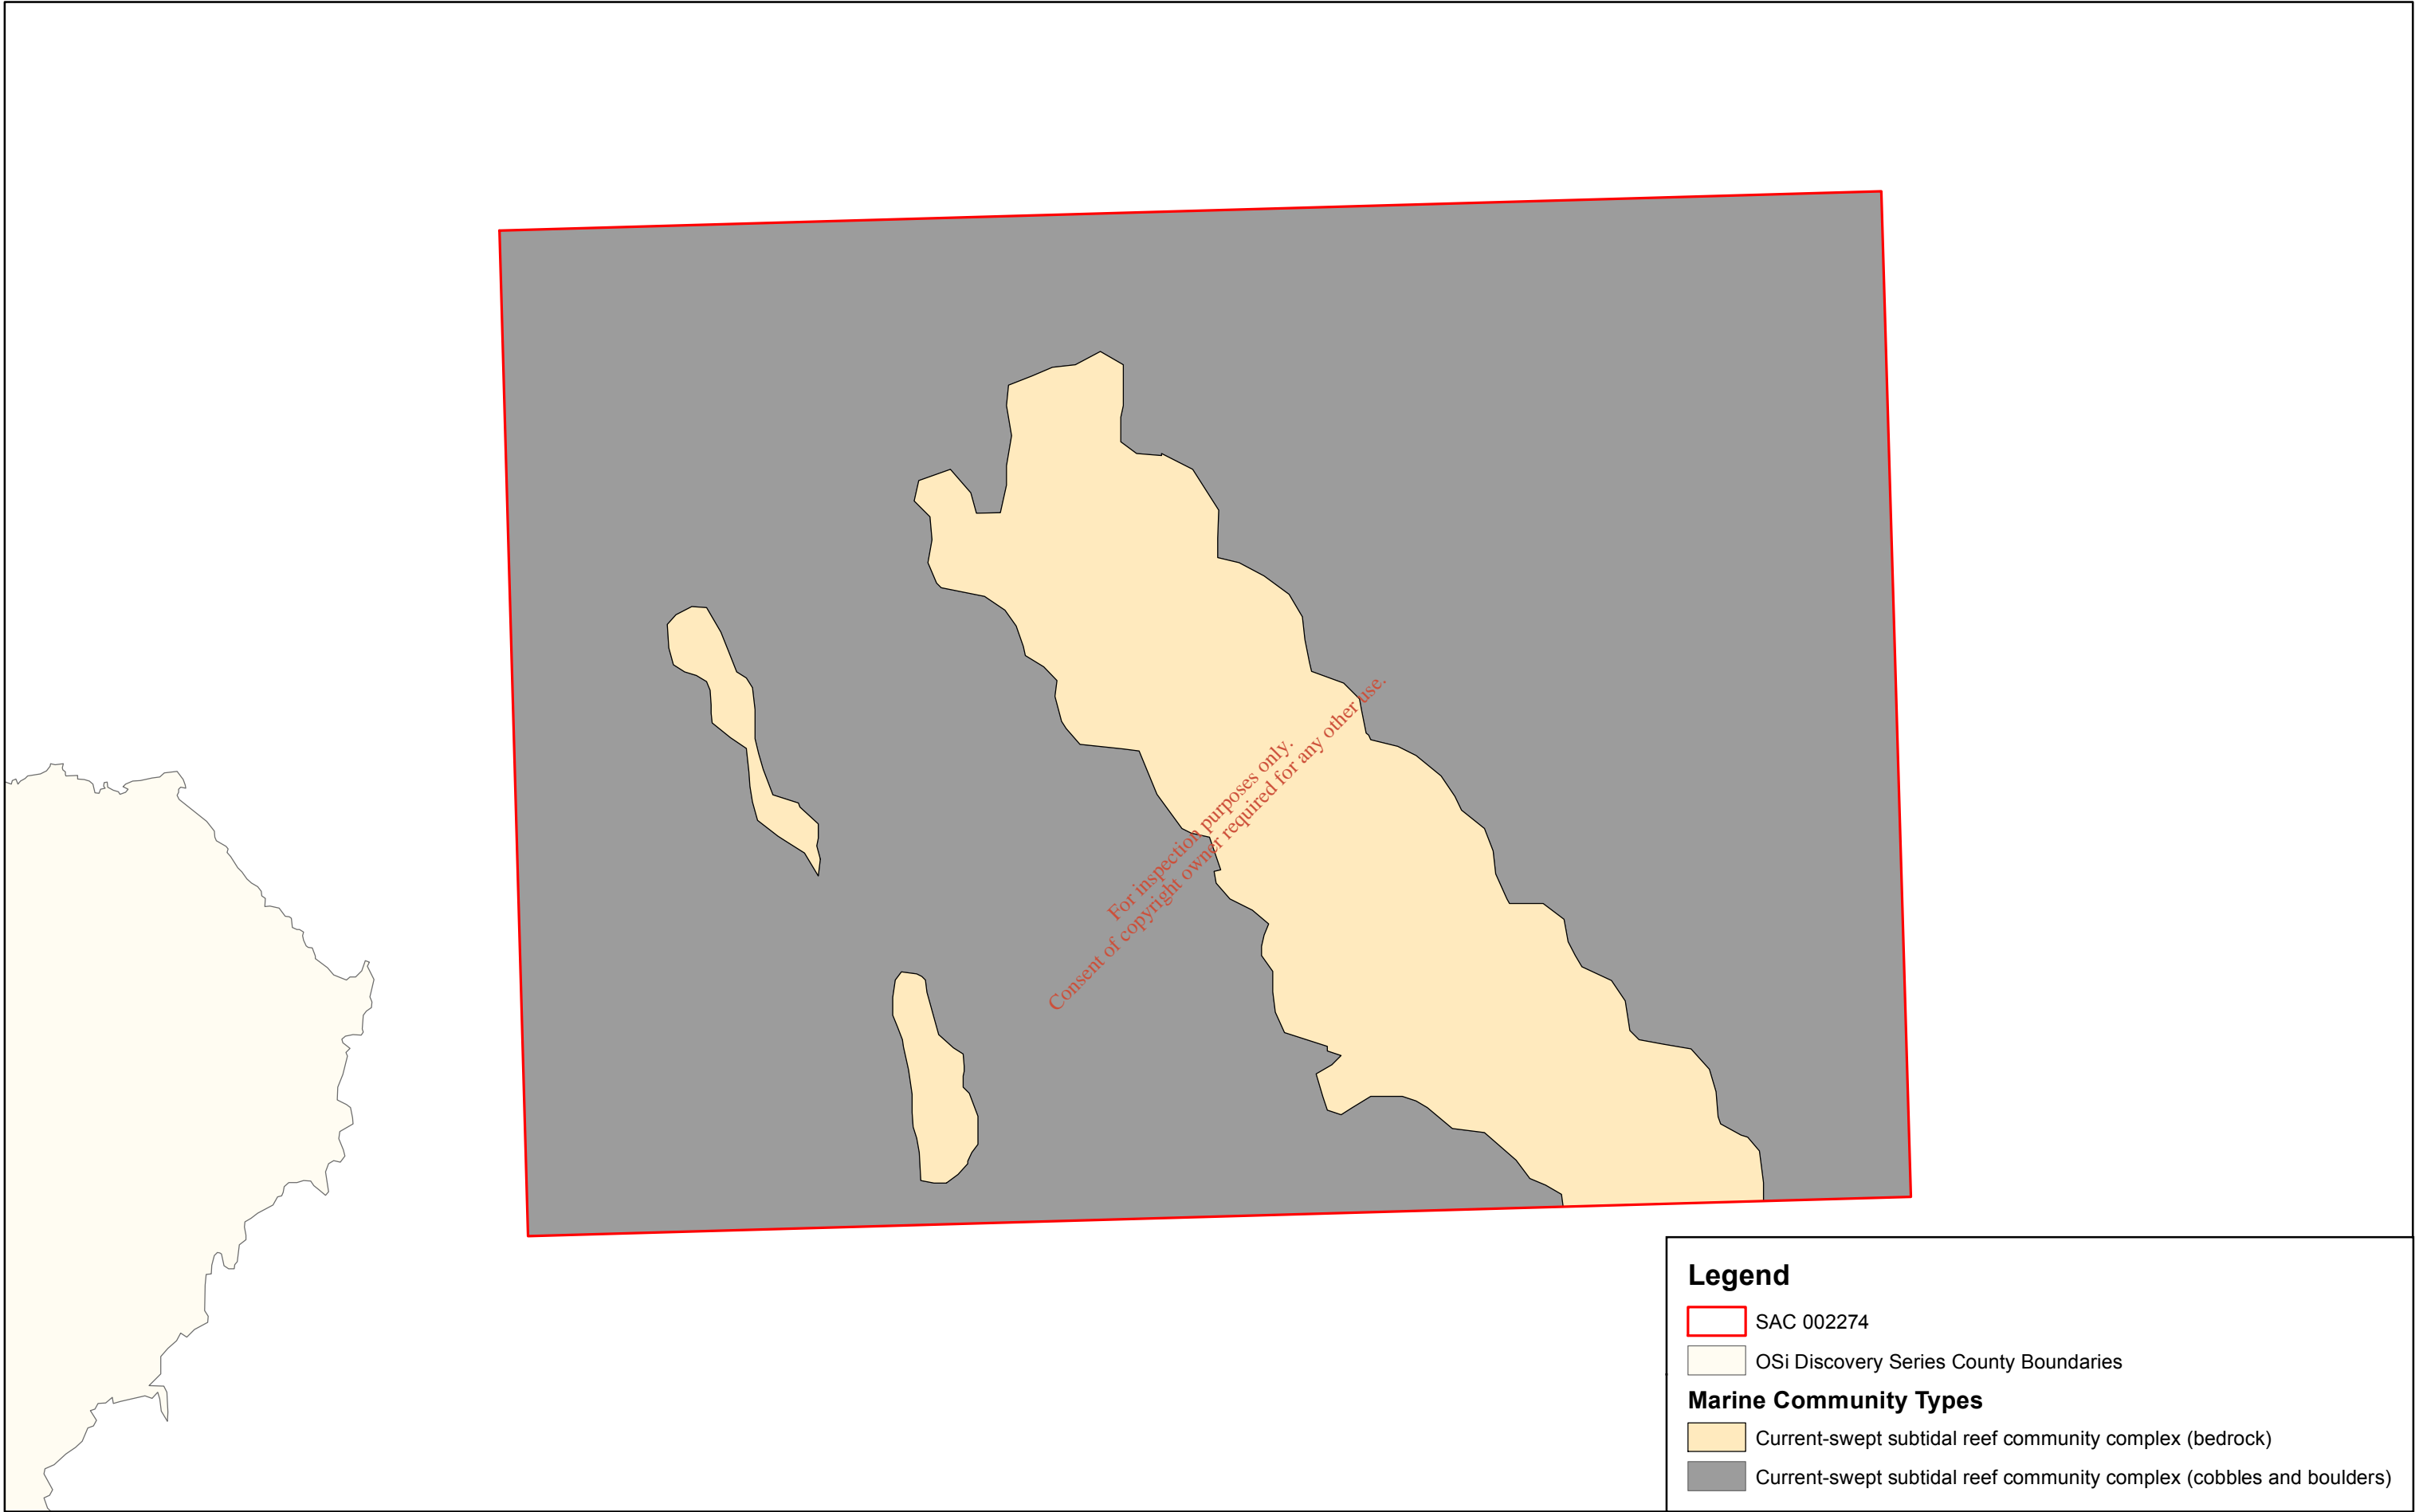 For inspection purposes only.
Consent of copyright owner required for any other use.
Legend
SAC 002274
OSi Discovery Series County Boundaries
Marine Community Types
Current-swept subtidal reef community complex (bedrock)
Current-swept subtidal reef community complex (cobbles and boulders)